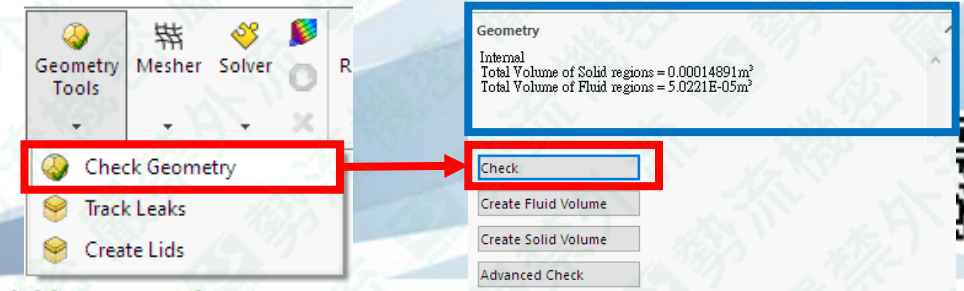 Geometry Tools
Mesher
Solver
R
Check Geometry
Track Leaks
Create Lids
Geometry
Internal
Total Volume of Solid regions = 0.00014891m³
Total Volume of Fluid regions = 5.0221E-05m³
Check
Create Fluid Volume
Create Solid Volume
Advanced Check